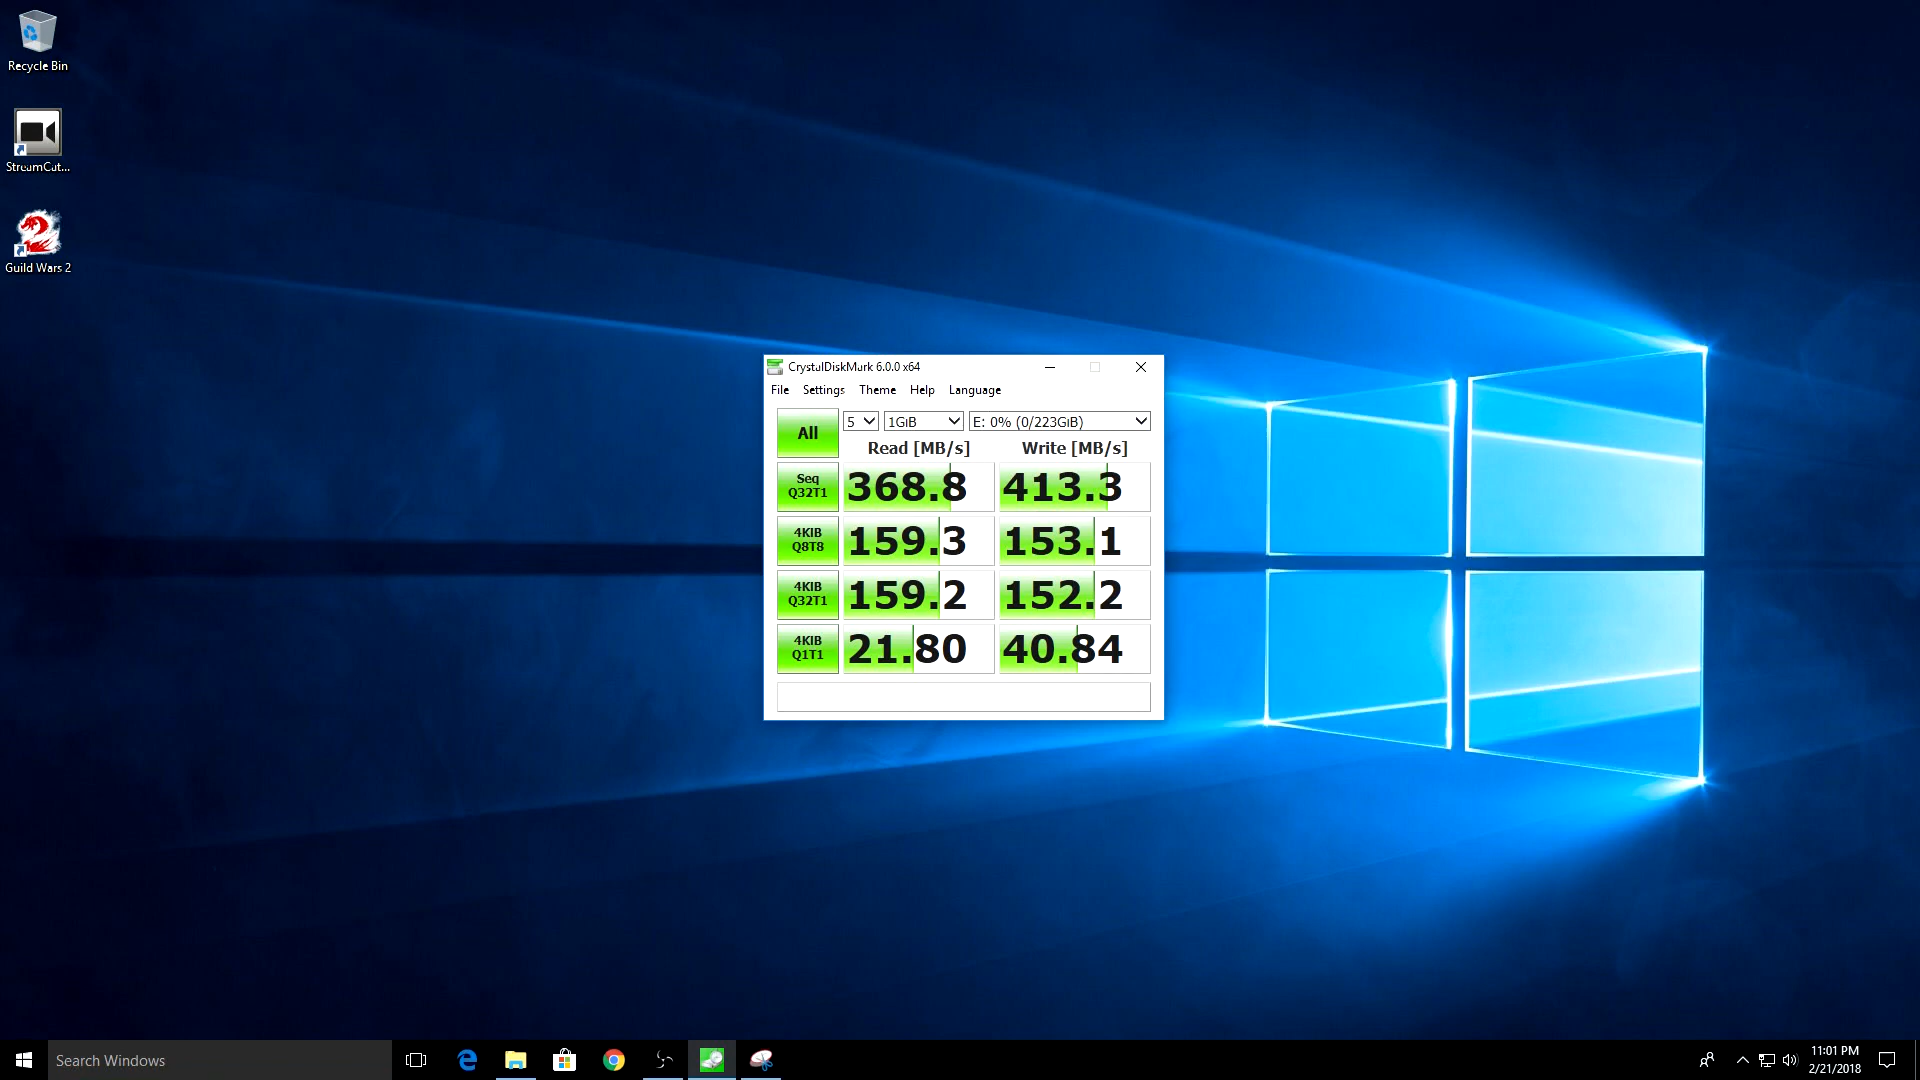 Recycle Bin
StreamCat...
Guild Wars 2
CrystalDiskMark 6.0.0 x64
File Settings Theme Help Language
All
5 1GiB E: 0% (0/223GiB)
Read [MB/s] Write [MB/s]
Seq
Q32T1
368.8 413.3
4KiB
Q8T8
159.3 153.1
4KiB
Q32T1
159.2 152.2
4KiB
Q1T1
21.80 40.84
Search Windows
11:01 PM
2/21/2018